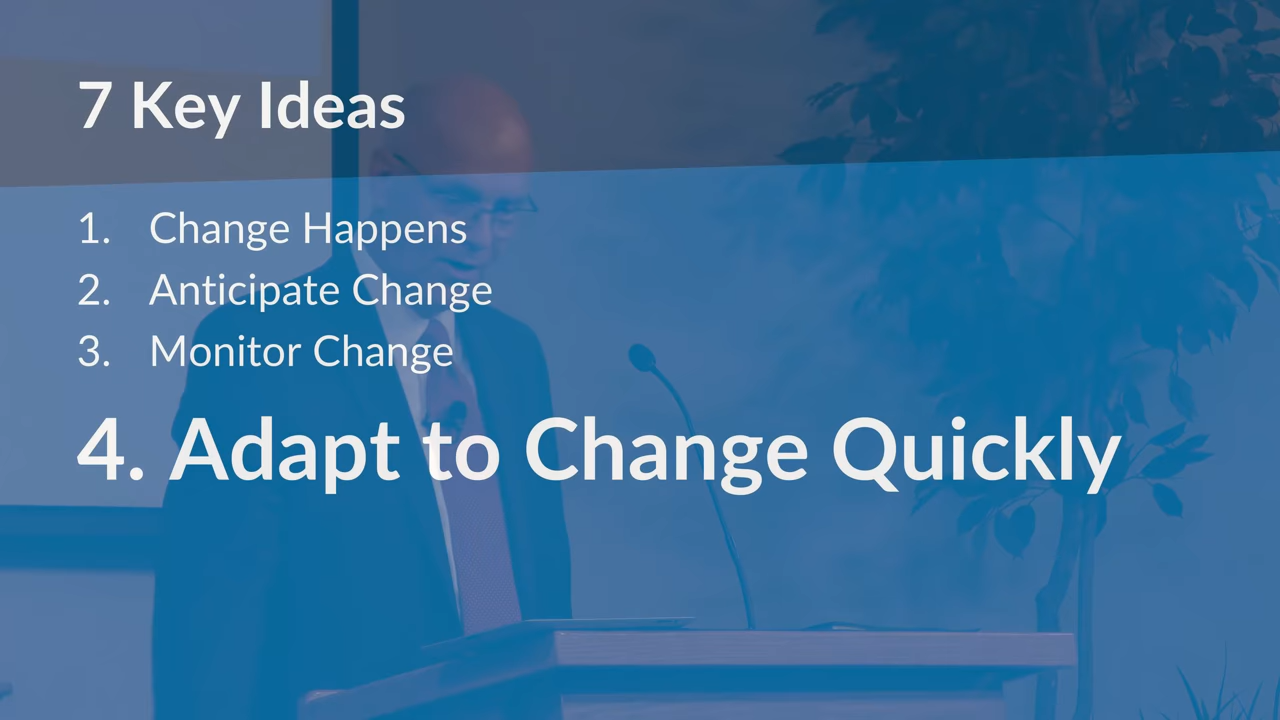 7 Key Ideas
1. Change Happens
2. Anticipate Change
3. Monitor Change
4. Adapt to Change Quickly